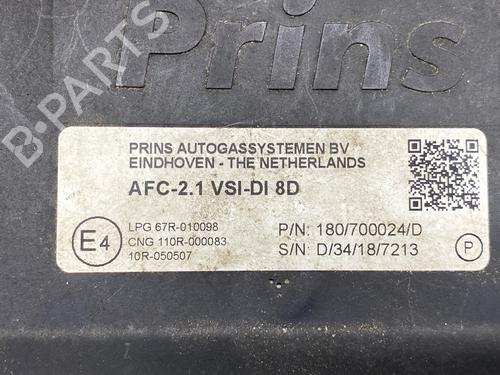 Prins
B-PARTS
PRINS AUTOGASSYSTEMEN BV
EINDHOVEN - THE NETHERLANDS
AFC-2.1 VSI-DI 8D
E4
LPG 67R-010098
CNG 110R-000083
10R-050507
P/N: 180/700024/D
S/N: D/34/18/7213
P